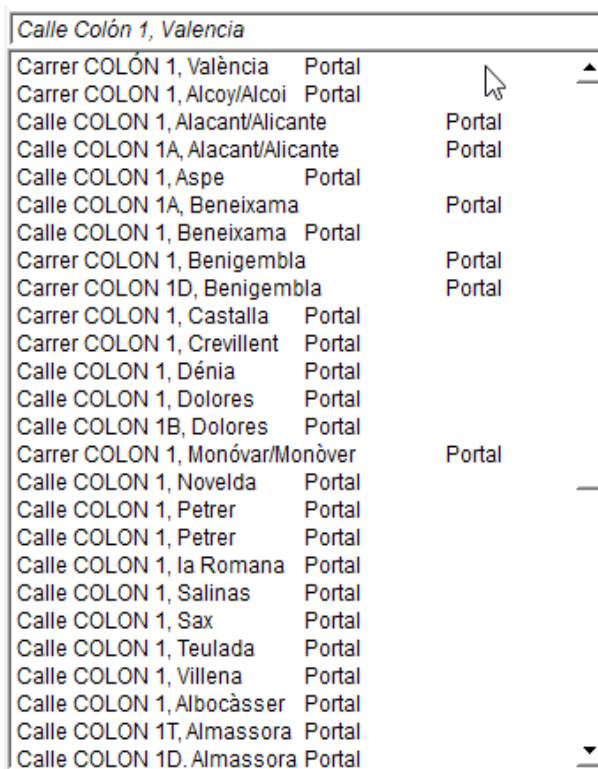 Calle Colón 1, Valencia
Carrer COLÓN 1, València Portal
Carrer COLON 1, Alcoy/Alcoi Portal
Calle COLON 1, Alacant/Alicante Portal
Calle COLON 1A, Alacant/Alicante Portal
Calle COLON 1, Aspe Portal
Calle COLON 1A, Beneixama Portal
Calle COLON 1, Beneixama Portal
Carrer COLON 1, Benigembla Portal
Carrer COLON 1D, Benigembla Portal
Carrer COLON 1, Castalla Portal
Carrer COLON 1, Crevillent Portal
Calle COLON 1, Dénia Portal
Calle COLON 1, Dolores Portal
Calle COLON 1B, Dolores Portal
Carrer COLON 1, Monóvar/Monòver Portal
Calle COLON 1, Novelda Portal
Calle COLON 1, Petrer Portal
Calle COLON 1, Petrer Portal
Calle COLON 1, la Romana Portal
Calle COLON 1, Salinas Portal
Calle COLON 1, Sax Portal
Calle COLON 1, Teulada Portal
Calle COLON 1, Villena Portal
Calle COLON 1, Albocàsser Portal
Calle COLON 1T, Almassora Portal
Calle COLON 1D. Almassora Portal